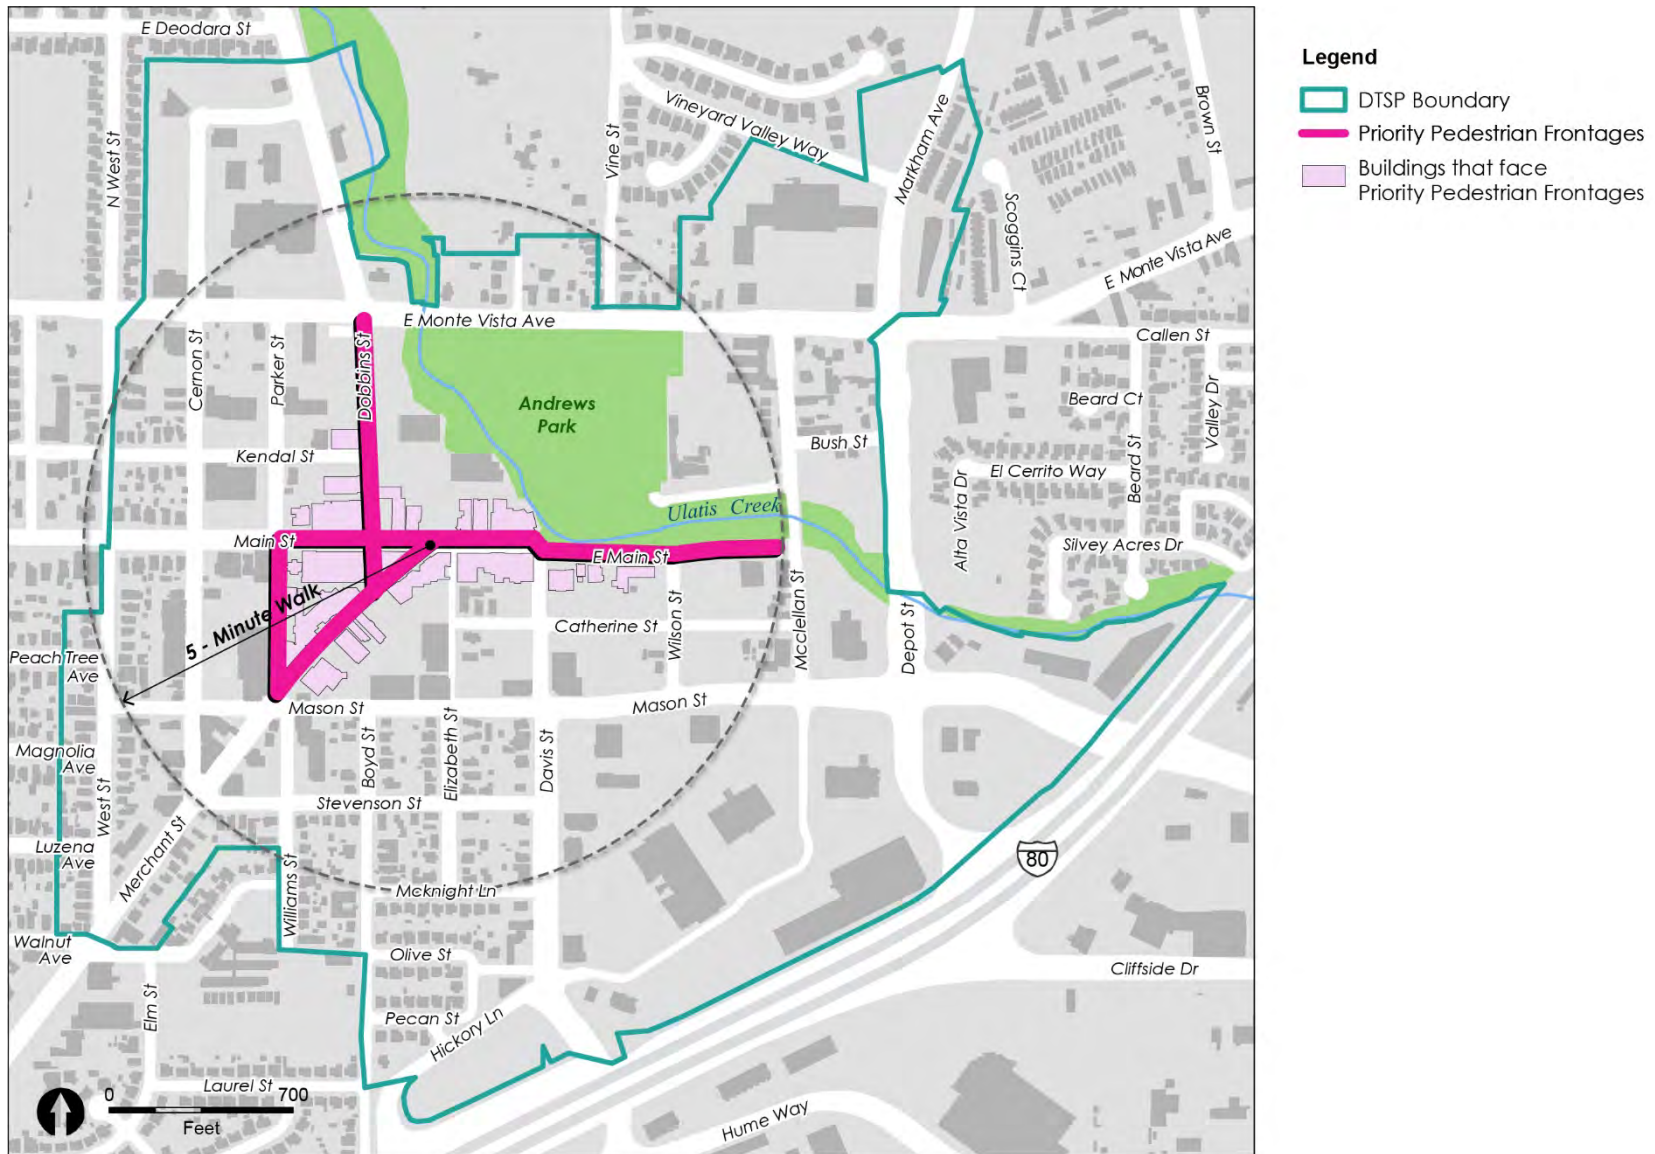 E Deodara St
N West St
Vine St
Vineyard Valley Way
Markham Ave
Brown St
Scoggins Ct
E Monte Vista Ave
Legend
DTSP Boundary
Priority Pedestrian Frontages
Buildings that face
Priority Pedestrian Frontages
E Monte Vista Ave
Callen St
Cernon St
Parker St
Dobbins St
Andrews
Park
Beard Ct
Valley Dr
Kendal St
Bush St
El Cerrito Way
Beard St
Alta Vista Dr
Ulatis Creek
Main St
E Main St
Silvey Acres Dr
5 - Minute Walk
Catherine St
Wilson St
Mcclellan St
Depot St
Peach Tree
Ave
Mason St
Mason St
Magnolia
Ave
West St
Boyd St
Elizabeth St
Davis St
Stevenson St
Luzena
Ave
Merchant St
Williams St
Mcknight Ln
80
Walnut
Ave
Elm St
Olive St
Pecan St
Hickory Ln
Cliffside Dr
Laurel St
0 700
Feet
Hume Way